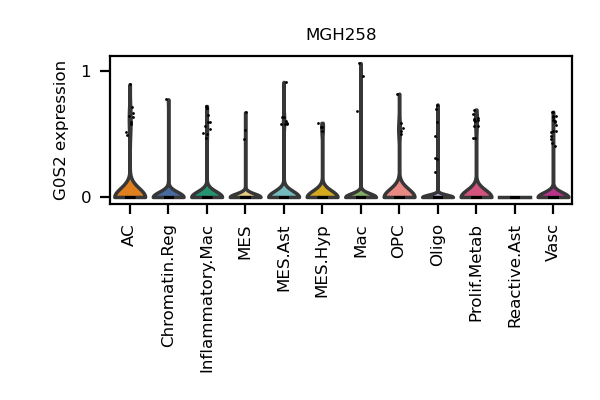 MGH258
G0S2 expression
1
0
AC
Chromatin.Reg
Inflammatory.Mac
MES
MES.Ast
MES.Hyp
Mac
OPC
Oligo
Prolif.Metab
Reactive.Ast
Vasc